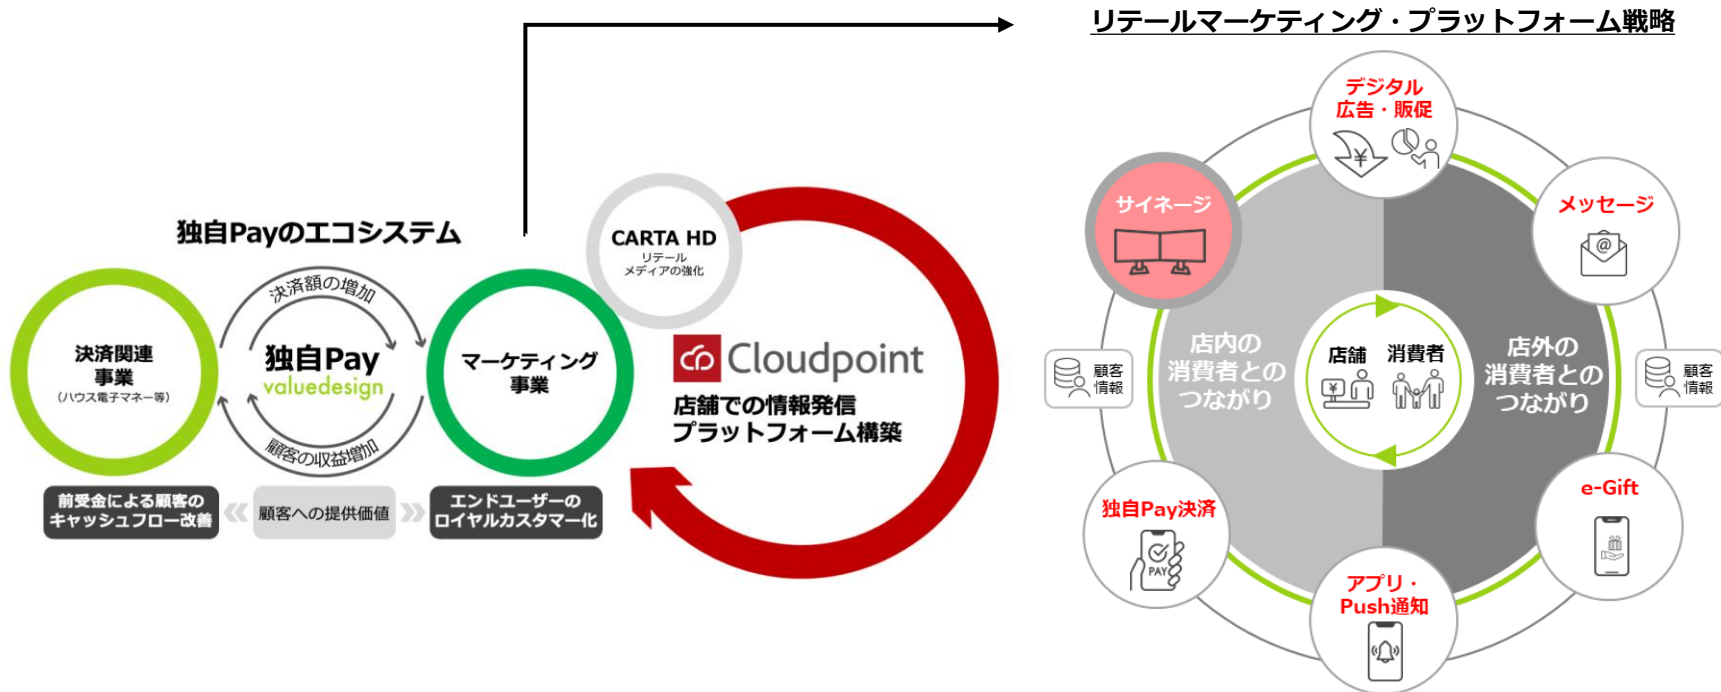 リテールマーケティング・プラットフォーム戦略
独自Payのエコシステム
決済関連
事業
(ハウス電子マネー等)
決済額の増加
独自Pay
valuedesign
顧客の収益増加
マーケティング
事業
前受金による顧客の
キャッシュフロー改善
顧客への提供価値
エンドユーザーの
ロイヤルカスタマー化
CARTA HD
リテール
メディアの強化
Cloudpoint
店舗での情報発信
プラットフォーム構築
デジタル
広告・販促
¥
サイネージ
メッセージ
@
店内の
消費者との
つながり
店舗
¥
消費者
店外の
消費者との
つながり
顧客
情報
顧客
情報
独自Pay決済
PAY
アプリ・
Push通知
e-Gift